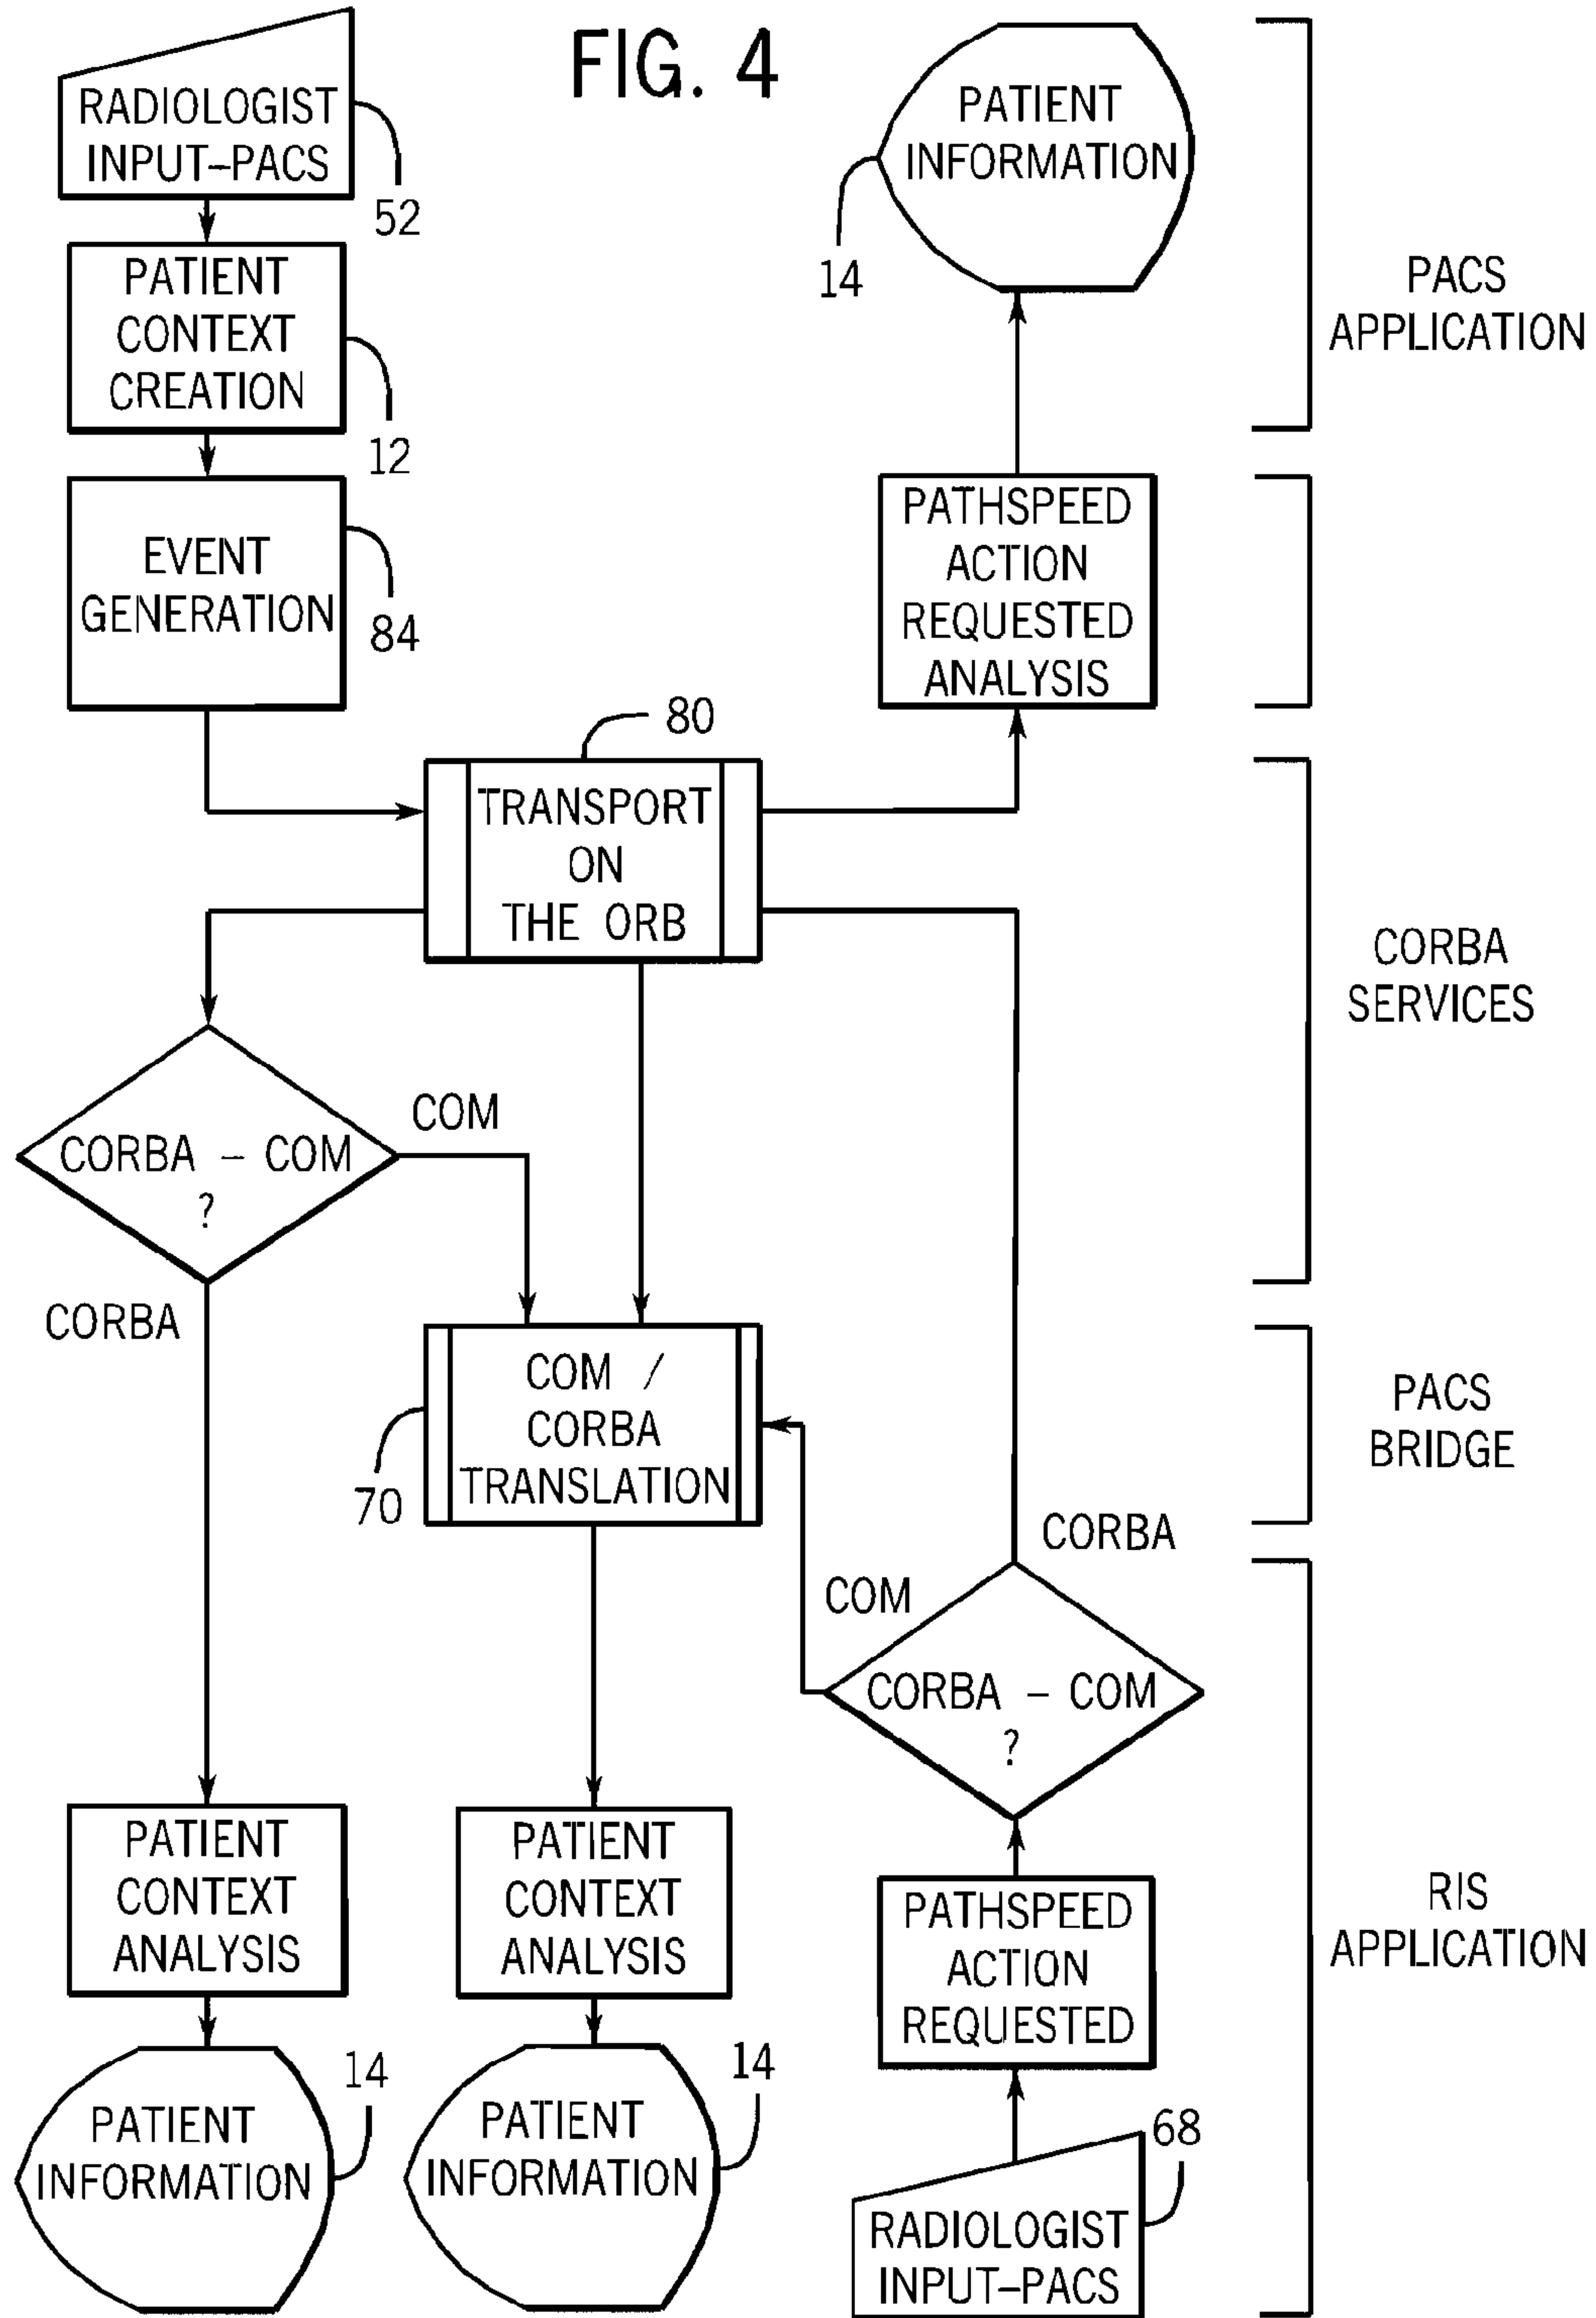 FIG. 4
RADIOLOGIST
INPUT–PACS
52
PATIENT
CONTEXT
CREATION
12
EVENT
GENERATION
84
PATIENT
INFORMATION
14
PATHSPEED
ACTION
REQUESTED
ANALYSIS
PACS
APPLICATION
80
TRANSPORT
ON
THE ORB
CORBA
SERVICES
CORBA – COM
?
COM
CORBA
COM /
CORBA
TRANSLATION
70
PACS
BRIDGE
CORBA
COM
CORBA – COM
?
PATIENT
CONTEXT
ANALYSIS
PATIENT
CONTEXT
ANALYSIS
PATHSPEED
ACTION
REQUESTED
RIS
APPLICATION
PATIENT
INFORMATION
14
PATIENT
INFORMATION
14
RADIOLOGIST
INPUT–PACS
68